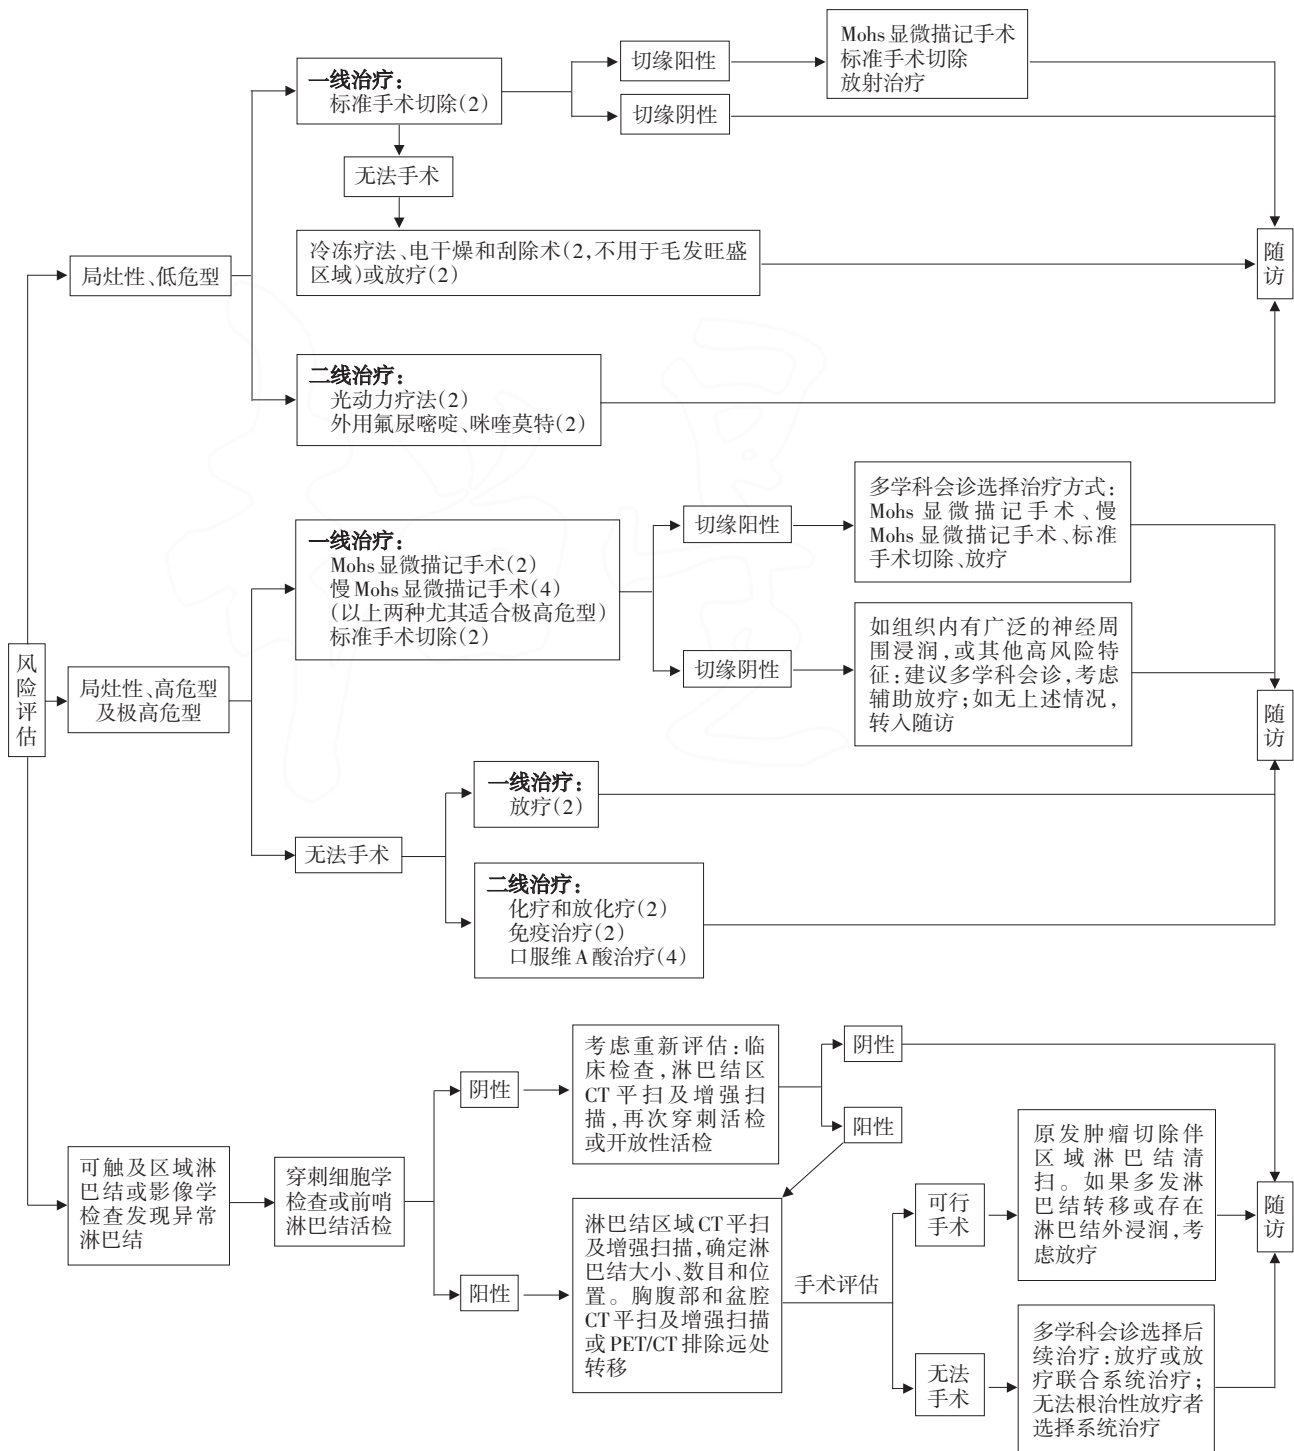 风
险
评
估
局灶性、低危型
一线治疗：
标准手术切除(2)
切缘阳性
Mohs显微描记手术
标准手术切除
放射治疗
切缘阴性
无法手术
冷冻疗法、电干燥和刮除术(2,不用于毛发旺盛
区域)或放疗(2)
二线治疗：
光动力疗法(2)
外用氟尿嘧啶、咪喹莫特(2)
随
访
局灶性、高危型
及极高危型
一线治疗：
Mohs显微描记手术(2)
慢Mohs显微描记手术(4)
(以上两种尤其适合极高危型)
标准手术切除(2)
切缘阳性
多学科会诊选择治疗方式：
Mohs显微描记手术、慢
Mohs显微描记手术、标准
手术切除、放疗
切缘阴性
如组织内有广泛的神经周
围浸润,或其他高风险特
征：建议多学科会诊,考虑
辅助放疗；如无上述情况,
转入随访
无法手术
一线治疗：
放疗(2)
二线治疗：
化疗和放化疗(2)
免疫治疗(2)
口服维A酸治疗(4)
随
访
可触及区域淋
巴结或影像学
检查发现异常
淋巴结
穿刺细胞学
检查或前哨
淋巴结活检
阴性
考虑重新评估：临
床检查,淋巴结区
CT平扫及增强扫
描,再次穿刺活检
或开放性活检
阴性
阳性
阳性
淋巴结区域CT平扫
及增强扫描,确定淋
巴结大小、数目和位
置。胸腹部和盆腔
CT平扫及增强扫描
或PET/CT排除远处
转移
手术评估
可行
手术
原发肿瘤切除伴
区域淋巴结清
扫。如果多发淋
巴结转移或存在
淋巴结外浸润,考
虑放疗
无法
手术
多学科会诊选择后
续治疗：放疗或放
疗联合系统治疗；
无法根治性放疗者
选择系统治疗
随
访